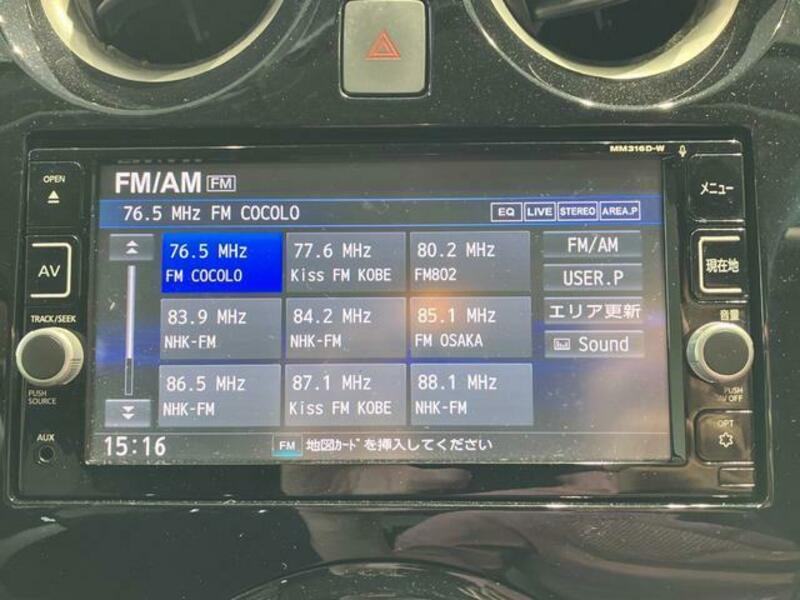 MM316D-W
OPEN
FM/AM FM
メニュー
76.5 MHz FM COCOLO EQ LIVE STEREO AREA.P
AV
76.5 MHz
FM COCOLO
77.6 MHz
Kiss FM KOBE
80.2 MHz
FM802
FM/AM
USER.P
現在地
TRACK/SEEK
83.9 MHz
NHK-FM
84.2 MHz
NHK-FM
85.1 MHz
FM OSAKA
エリア更新
Sound
音量
PUSH
SOURCE
86.5 MHz
NHK-FM
87.1 MHz
Kiss FM KOBE
88.1 MHz
NHK-FM
PUSH
AV OFF
AUX
OPT
15:16 FM 地図カードを挿入してください